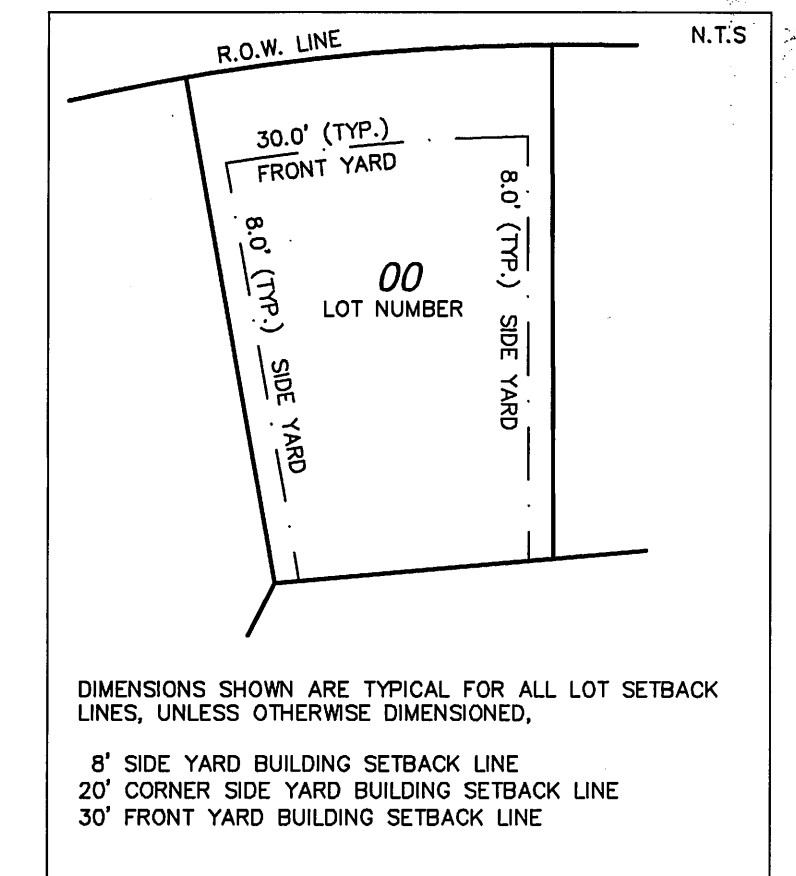 R.O.W. LINE
N.T.S
30.0' (TYP.)
FRONT YARD
8.0' (TYP.) SIDE YARD
8.0' (TYP.) SIDE YARD
00
LOT NUMBER
DIMENSIONS SHOWN ARE TYPICAL FOR ALL LOT SETBACK
LINES, UNLESS OTHERWISE DIMENSIONED,
8' SIDE YARD BUILDING SETBACK LINE
20' CORNER SIDE YARD BUILDING SETBACK LINE
30' FRONT YARD BUILDING SETBACK LINE